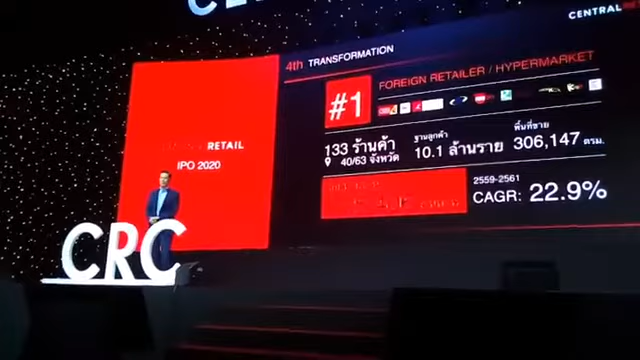 CENTRAL
4th TRANSFORMATION
#1
FOREIGN RETAILER / HYPERMARKET
133 ร้านค้า
40/63 จังหวัด
ฐานลูกค้า
10.1 ล้านราย
พื้นที่ขาย
306,147 ตรม.
2559-2561
CAGR: 22.9%
RETAIL
IPO 2020
CRC